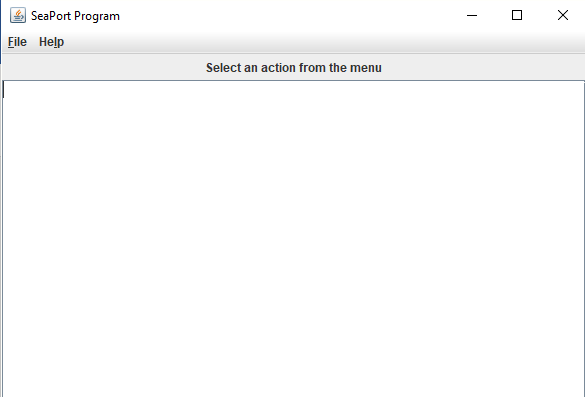 SeaPort Program
File Help
Select an action from the menu